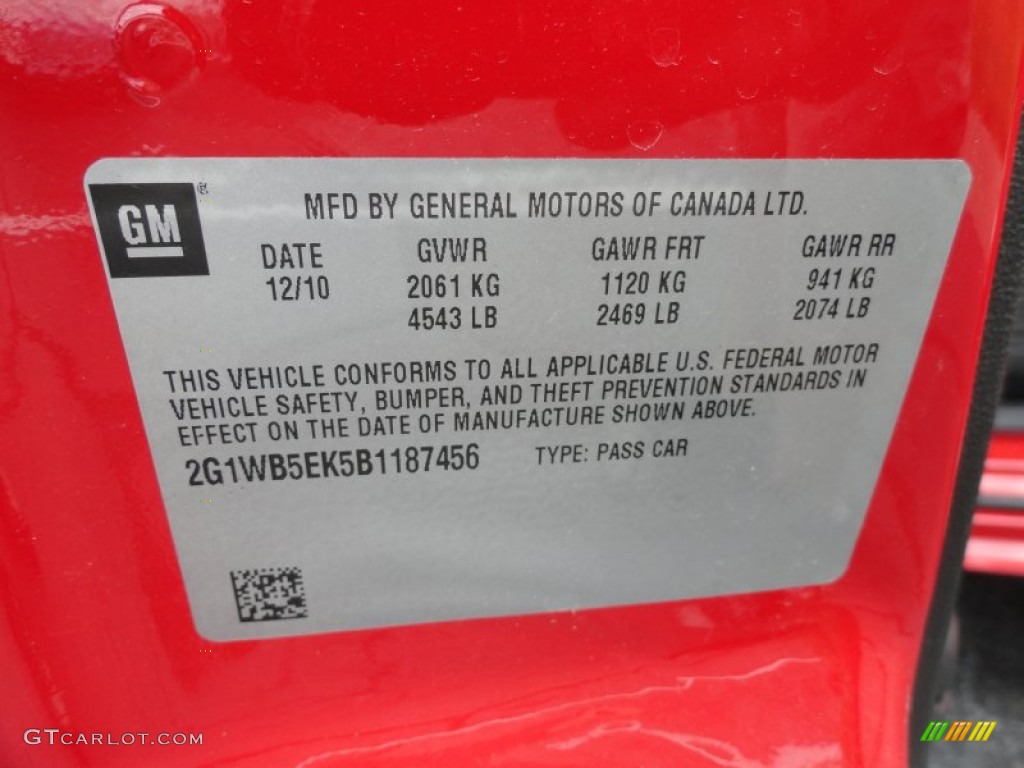 GM
MFD BY GENERAL MOTORS OF CANADA LTD.
DATE GVWR GAWR FRT GAWR RR
12/10 2061 KG 1120 KG 941 KG
4543 LB 2469 LB 2074 LB
THIS VEHICLE CONFORMS TO ALL APPLICABLE U.S. FEDERAL MOTOR
VEHICLE SAFETY, BUMPER, AND THEFT PREVENTION STANDARDS IN
EFFECT ON THE DATE OF MANUFACTURE SHOWN ABOVE.
2G1WB5EK5B1187456 TYPE: PASS CAR
GTCARLOT.COM